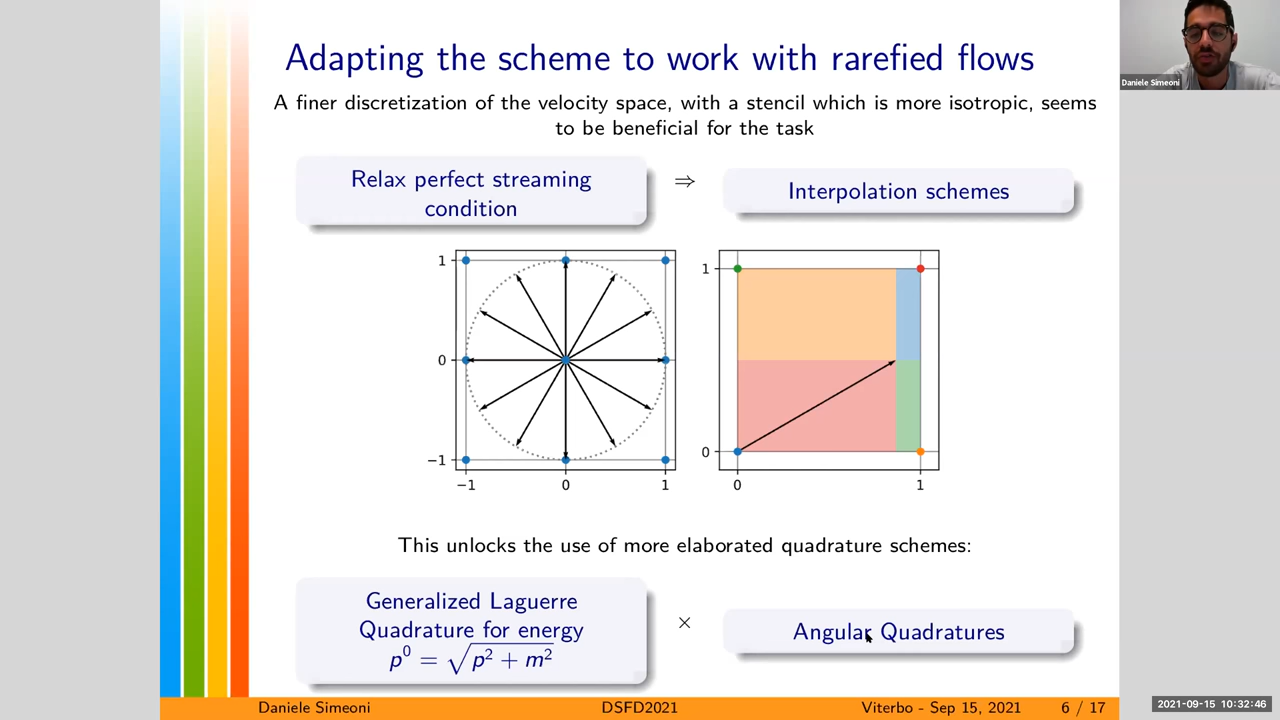 Adapting the scheme to work with rarefied flows
A finer discretization of the velocity space, with a stencil which is more isotropic, seems
to be beneficial for the task
Relax perfect streaming
condition
⇒
Interpolation schemes
1
0
−1
−1 0 1
1
0
0 1
This unlocks the use of more elaborated quadrature schemes:
Generalized Laguerre
Quadrature for energy
p⁰ = √(p² + m²)
×
Angular Quadratures
Daniele Simeoni DSFD2021 Viterbo - Sep 15, 2021 6 / 17
Daniele Simeoni
2021-09-15 10:32:46